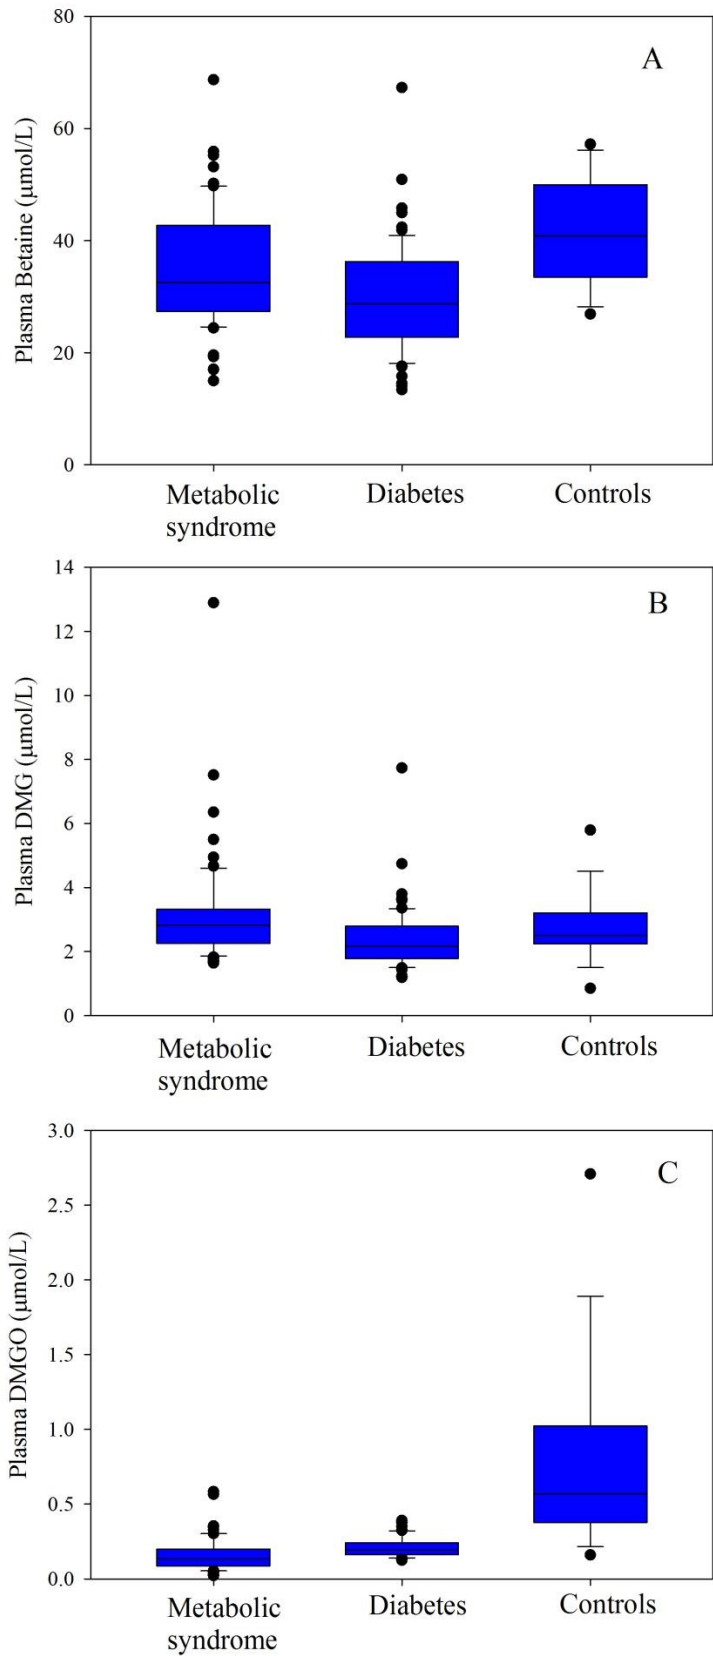 A
Plasma Betaine (µmol/L)
80
60
40
20
0
Metabolic
syndrome
Diabetes
Controls
B
Plasma DMG (µmol/L)
14
12
10
8
6
4
2
0
Metabolic
syndrome
Diabetes
Controls
C
Plasma DMGO (µmol/L)
3.0
2.5
2.0
1.5
1.0
0.5
0.0
Metabolic
syndrome
Diabetes
Controls